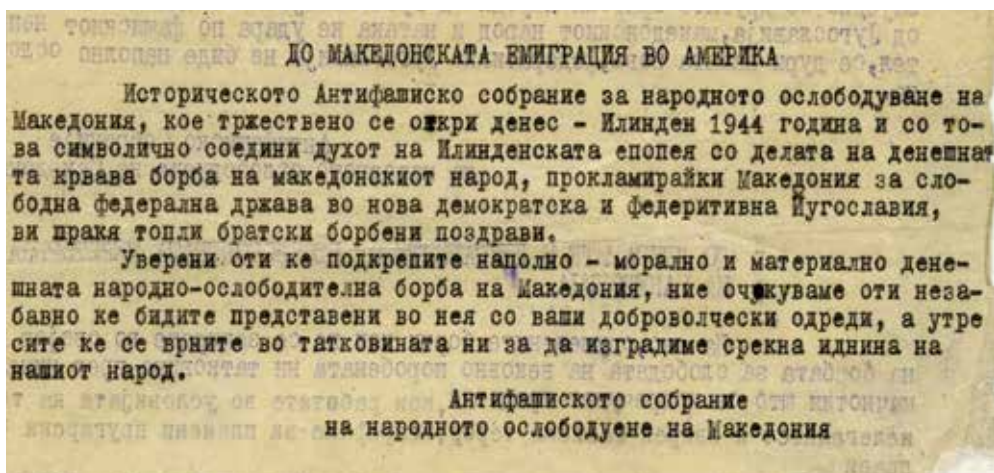 ДО МАКЕДОНСКАТА ЕМИГРАЦИЯ ВО АМЕРИКА
Историческото Антифашиско собрание за народното ослободуване на
Македония, кое тржествено се откри денес - Илинден 1944 година и со то-
ва символично соедини духот на Илинденската епопея со делата на денешнат
та крвава борба на македонскиот народ, прокламирайки Македония за сло-
бодна федерална држава во нова демократска и федеритивна Йугославия,
ви пракя топли братски борбени поздрави.
Уверени оти ке подкрепите наполно - морално и материално дене-
шната народно-ослободителна борба на Македония, ние очекуваме оти неза-
бавно ке бидите представени во нея со ваши доброволчески одреди, а утре
сите ке се врните во татковината ни за да изградиме срекна иднина на
нашиот народ.
Антифашиското собрание
на народното ослободуене на Македония